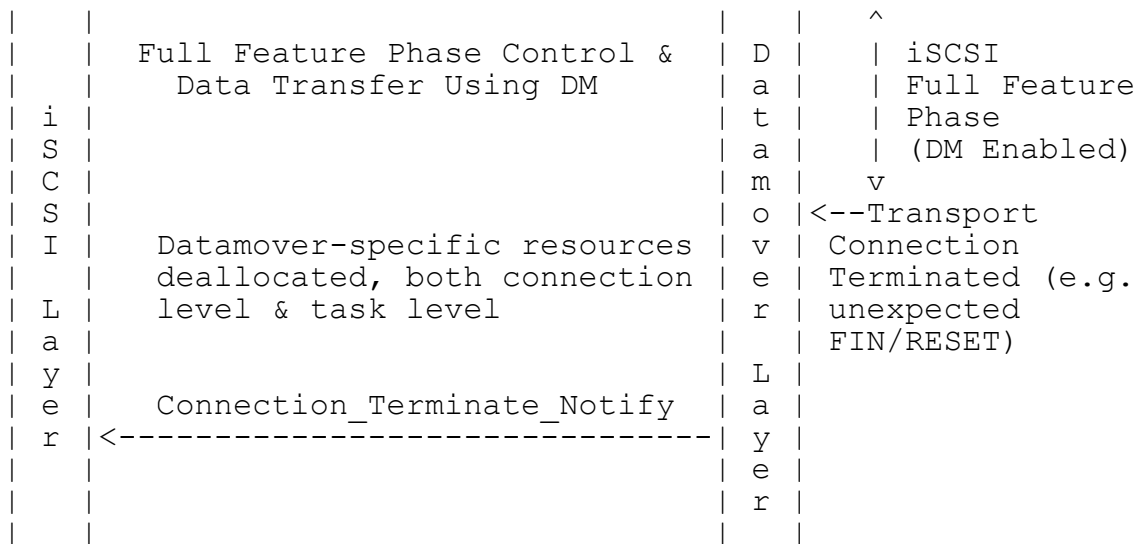 |   |                                | |   ^
|   |  Full Feature Phase Control &  | D |   | iSCSI
|   |    Data Transfer Using DM      | a |   | Full Feature
| i |                                | t |   | Phase
| S |                                | a |   | (DM Enabled)
| C |                                | m |   v
| S |                                | o |<--Transport
| I |   Datamover-specific resources | v | Connection
|   |   deallocated, both connection | e | Terminated (e.g.
| L |   level & task level           | r | unexpected
| a |                                |   | FIN/RESET)
| y |                                | L |
| e |   Connection_Terminate_Notify  | a |
| r |<-------------------------------| y |
|   |                                | e |
|   |                                | r |
|   |                                |   |